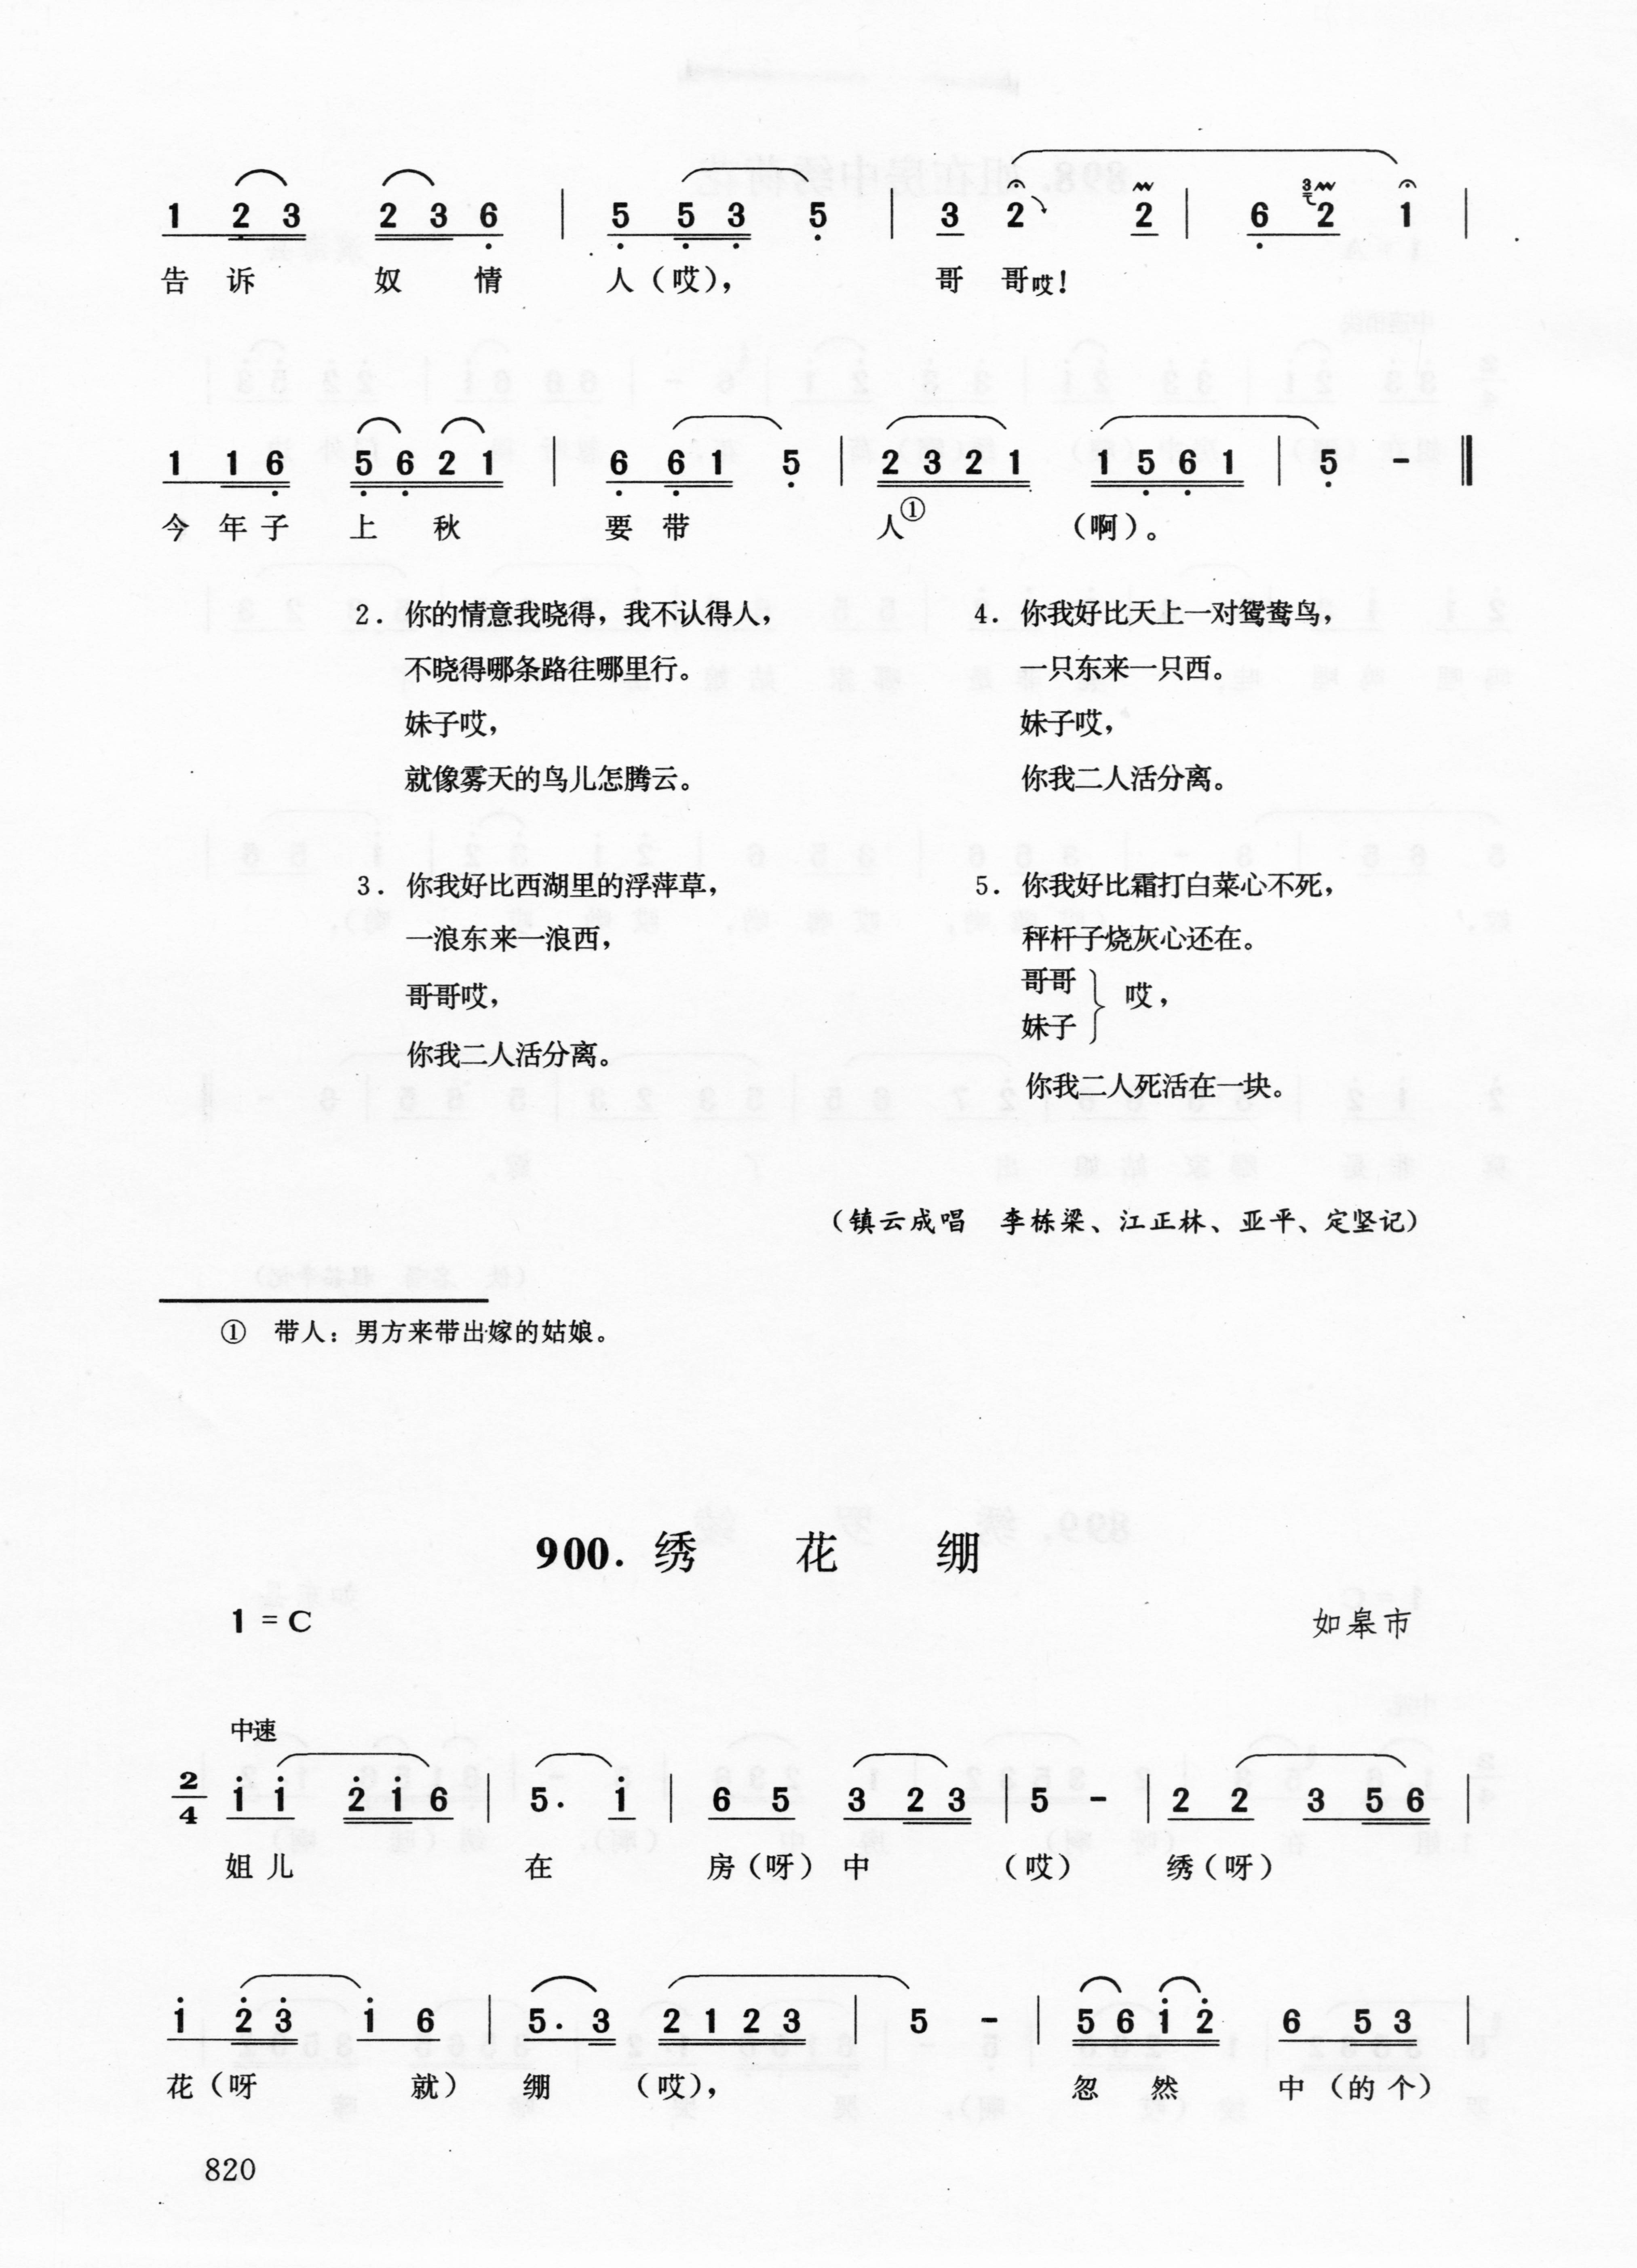 1 2 3 2 3 6 | 5 5 3 5 | 3 2 2 | 6 3 2 1 |
告 诉 奴 情 人（哎）， 哥 哥哎！
1 1 6 5 6 2 1 | 6 6 1 5 | 2 3 2 1 1 5 6 1 | 5 - ‖
今 年 子 上 秋 要 带 人① （啊）。
2. 你的情意我晓得，我不认得人，
不晓得哪条路往哪里行。
妹子哎，
就像雾天的鸟儿怎腾云。
3. 你我好比西湖里的浮萍草，
一浪东来一浪西，
哥哥哎，
你我二人活分离。
4. 你我好比天上一对鸳鸯鸟，
一只东来一只西。
妹子哎，
你我二人活分离。
5. 你我好比霜打白菜心不死，
秤杆子烧灰心还在。
哥哥
妹子 } 哎，
你我二人死活在一块。
（镇云成唱 李栋梁、江正林、亚平、定坚记）
① 带人：男方来带出嫁的姑娘。
900. 绣 花 绷
1 = C 如皋市
中速
2/4 1 1 2 1 6 | 5. 1 | 6 5 3 2 3 | 5 - | 2 2 3 5 6 |
姐 儿 在 房（呀）中 （哎） 绣（呀）
1 2 3 1 6 | 5. 3 2 1 2 3 | 5 - | 5 6 1 2 6 5 3 |
花（呀 就） 绷 （哎）， 忽 然 中（的 个）
820